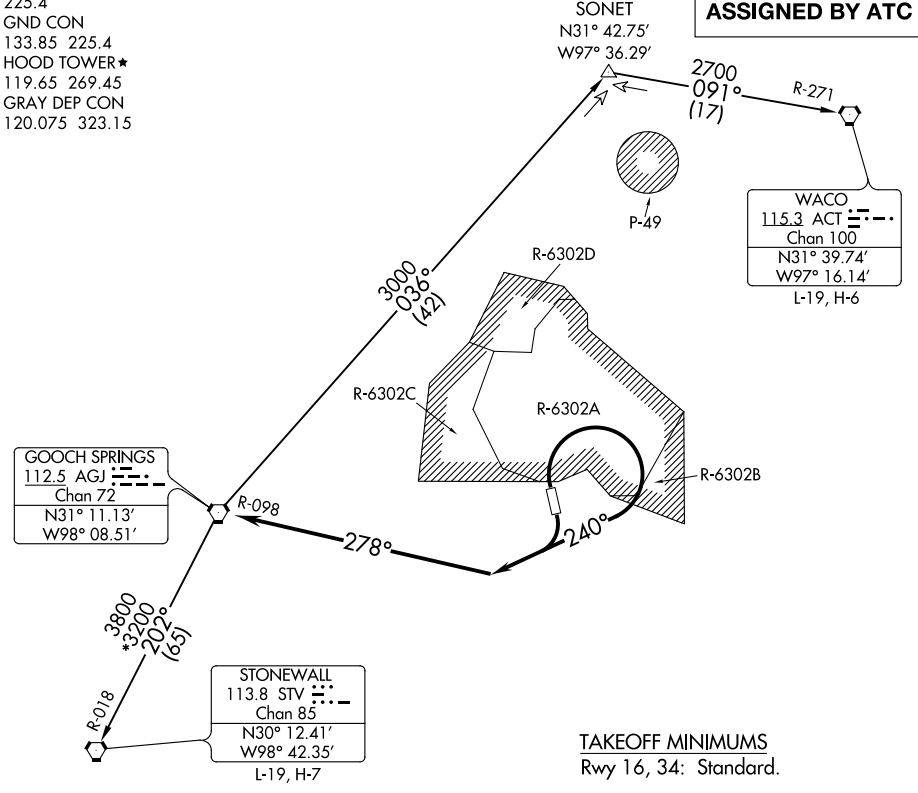 225.4
GND CON
133.85 225.4
HOOD TOWER★
119.65 269.45
GRAY DEP CON
120.075 323.15
ASSIGNED BY ATC
SONET
N31° 42.75′
W97° 36.29′
2700
091°
(17)
R-271
P-49
WACO
115.3 ACT
Chan 100
N31° 39.74′
W97° 16.14′
L-19, H-6
3000
036°
(42)
R-6302D
R-6302C
R-6302A
R-6302B
GOOCH SPRINGS
112.5 AGJ
Chan 72
N31° 11.13′
W98° 08.51′
R-098
278°
240°
3800
*3200
202°
(65)
R-018
STONEWALL
113.8 STV
Chan 85
N30° 12.41′
W98° 42.35′
L-19, H-7
TAKEOFF MINIMUMS
Rwy 16, 34: Standard.